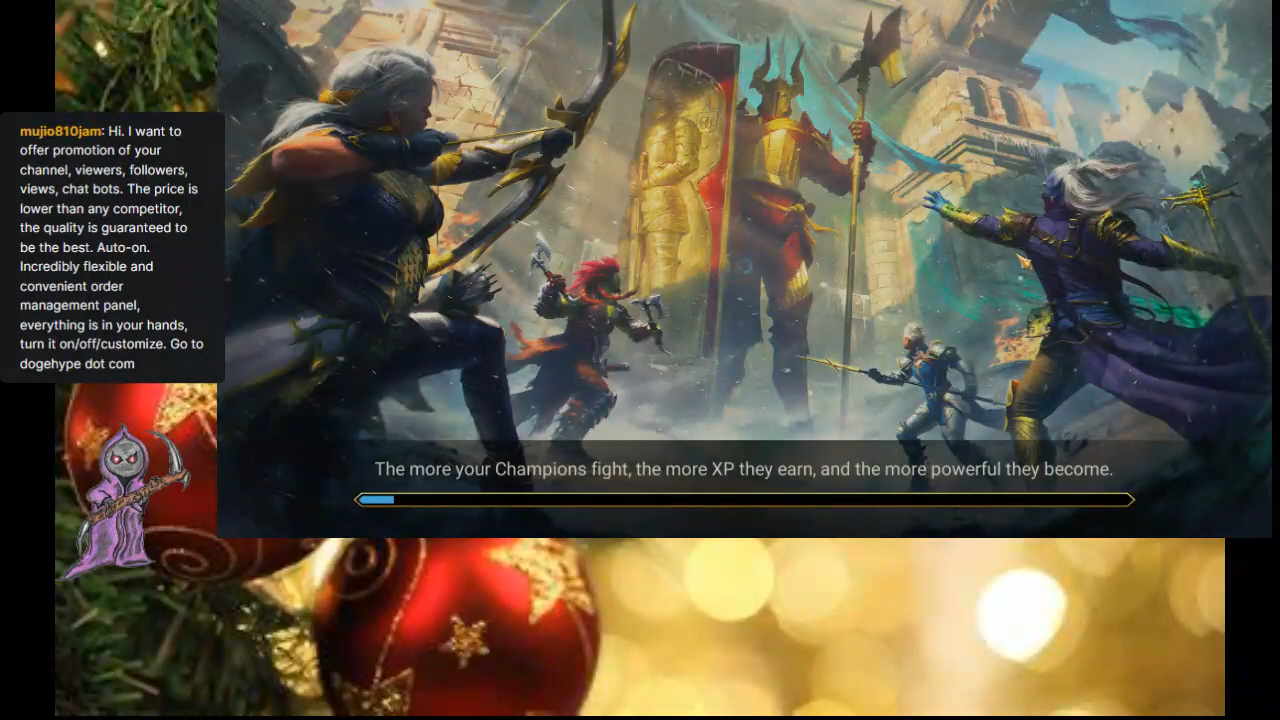 mujio810jam: Hi. I want to
offer promotion of your
channel, viewers, followers,
views, chat bots. The price is
lower than any competitor,
the quality is guaranteed to
be the best. Auto-on.
Incredibly flexible and
convenient order
management panel,
everything is in your hands,
turn it on/off/customize. Go to
dogehype dot com
The more your Champions fight, the more XP they earn, and the more powerful they become.